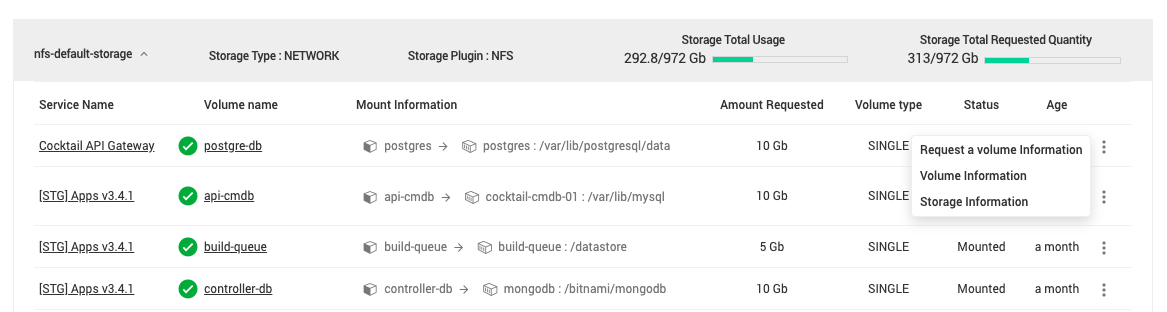 nfs-default-storage Storage Type : NETWORK Storage Plugin : NFS Storage Total Usage Storage Total Requested Quantity
292.8/972 Gb 313/972 Gb
Service Name Volume name Mount Information Amount Requested Volume type Status Age
Cocktail API Gateway postgre-db postgres → postgres : /var/lib/postgresql/data 10 Gb SINGLE
Request a volume Information
Volume Information
Storage Information
[STG] Apps v3.4.1 api-cmdb api-cmdb → cocktail-cmdb-01 : /var/lib/mysql 10 Gb SINGLE
[STG] Apps v3.4.1 build-queue build-queue → build-queue : /datastore 5 Gb SINGLE Mounted a month
[STG] Apps v3.4.1 controller-db controller-db → mongodb : /bitnami/mongodb 10 Gb SINGLE Mounted a month